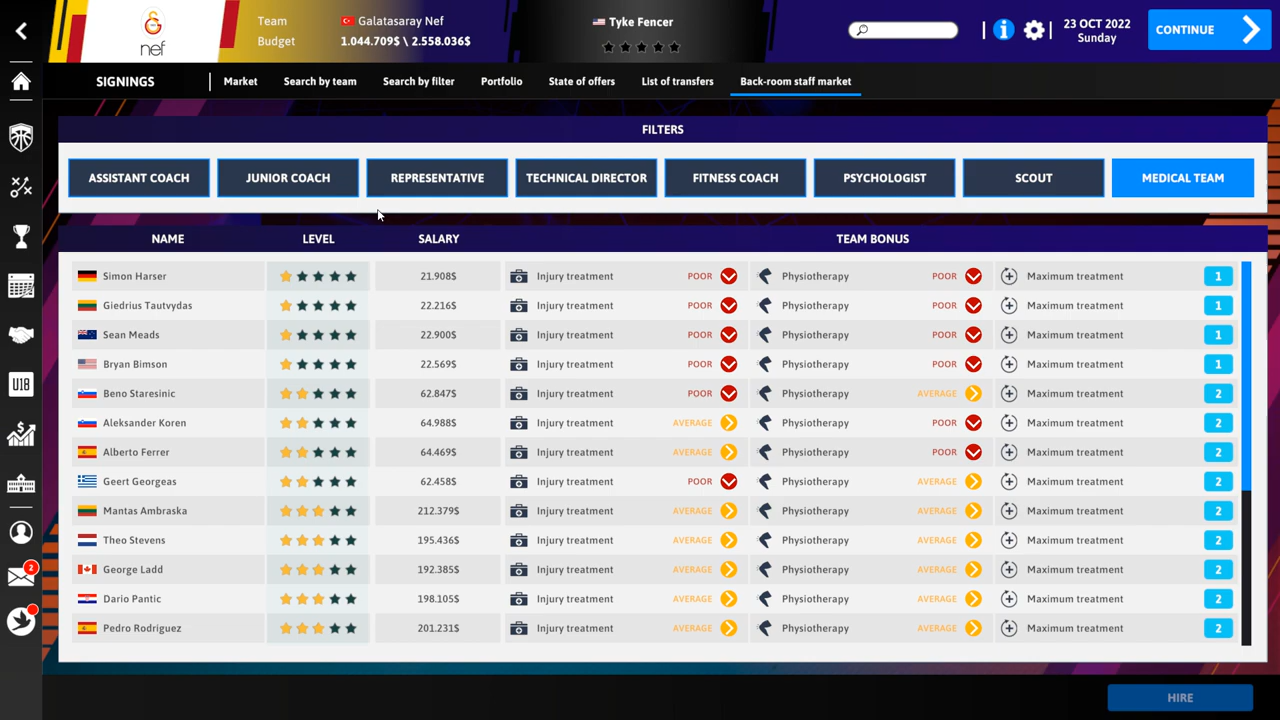 Team Galatasaray Nef
Budget 1.044.709$ \ 2.558.036$
nef
Tyke Fencer
23 OCT 2022
Sunday
CONTINUE
SIGNINGS Market Search by team Search by filter Portfolio State of offers List of transfers Back-room staff market
FILTERS
ASSISTANT COACH JUNIOR COACH REPRESENTATIVE TECHNICAL DIRECTOR FITNESS COACH PSYCHOLOGIST SCOUT MEDICAL TEAM
NAME LEVEL SALARY TEAM BONUS
Simon Harser 21.908$ Injury treatment POOR Physiotherapy POOR Maximum treatment 1
Giedrius Tautvydas 22.216$ Injury treatment POOR Physiotherapy POOR Maximum treatment 1
Sean Meads 22.900$ Injury treatment POOR Physiotherapy POOR Maximum treatment 1
Bryan Bimson 22.569$ Injury treatment POOR Physiotherapy POOR Maximum treatment 1
Beno Staresinic 62.847$ Injury treatment POOR Physiotherapy AVERAGE Maximum treatment 2
Aleksander Koren 64.988$ Injury treatment AVERAGE Physiotherapy POOR Maximum treatment 2
Alberto Ferrer 64.469$ Injury treatment AVERAGE Physiotherapy POOR Maximum treatment 2
Geert Georgeas 62.458$ Injury treatment POOR Physiotherapy AVERAGE Maximum treatment 2
Mantas Ambraska 212.379$ Injury treatment AVERAGE Physiotherapy AVERAGE Maximum treatment 2
Theo Stevens 195.436$ Injury treatment AVERAGE Physiotherapy AVERAGE Maximum treatment 2
George Ladd 192.385$ Injury treatment AVERAGE Physiotherapy AVERAGE Maximum treatment 2
Dario Pantic 198.105$ Injury treatment AVERAGE Physiotherapy AVERAGE Maximum treatment 2
Pedro Rodriguez 201.231$ Injury treatment AVERAGE Physiotherapy AVERAGE Maximum treatment 2
U18
2
HIRE